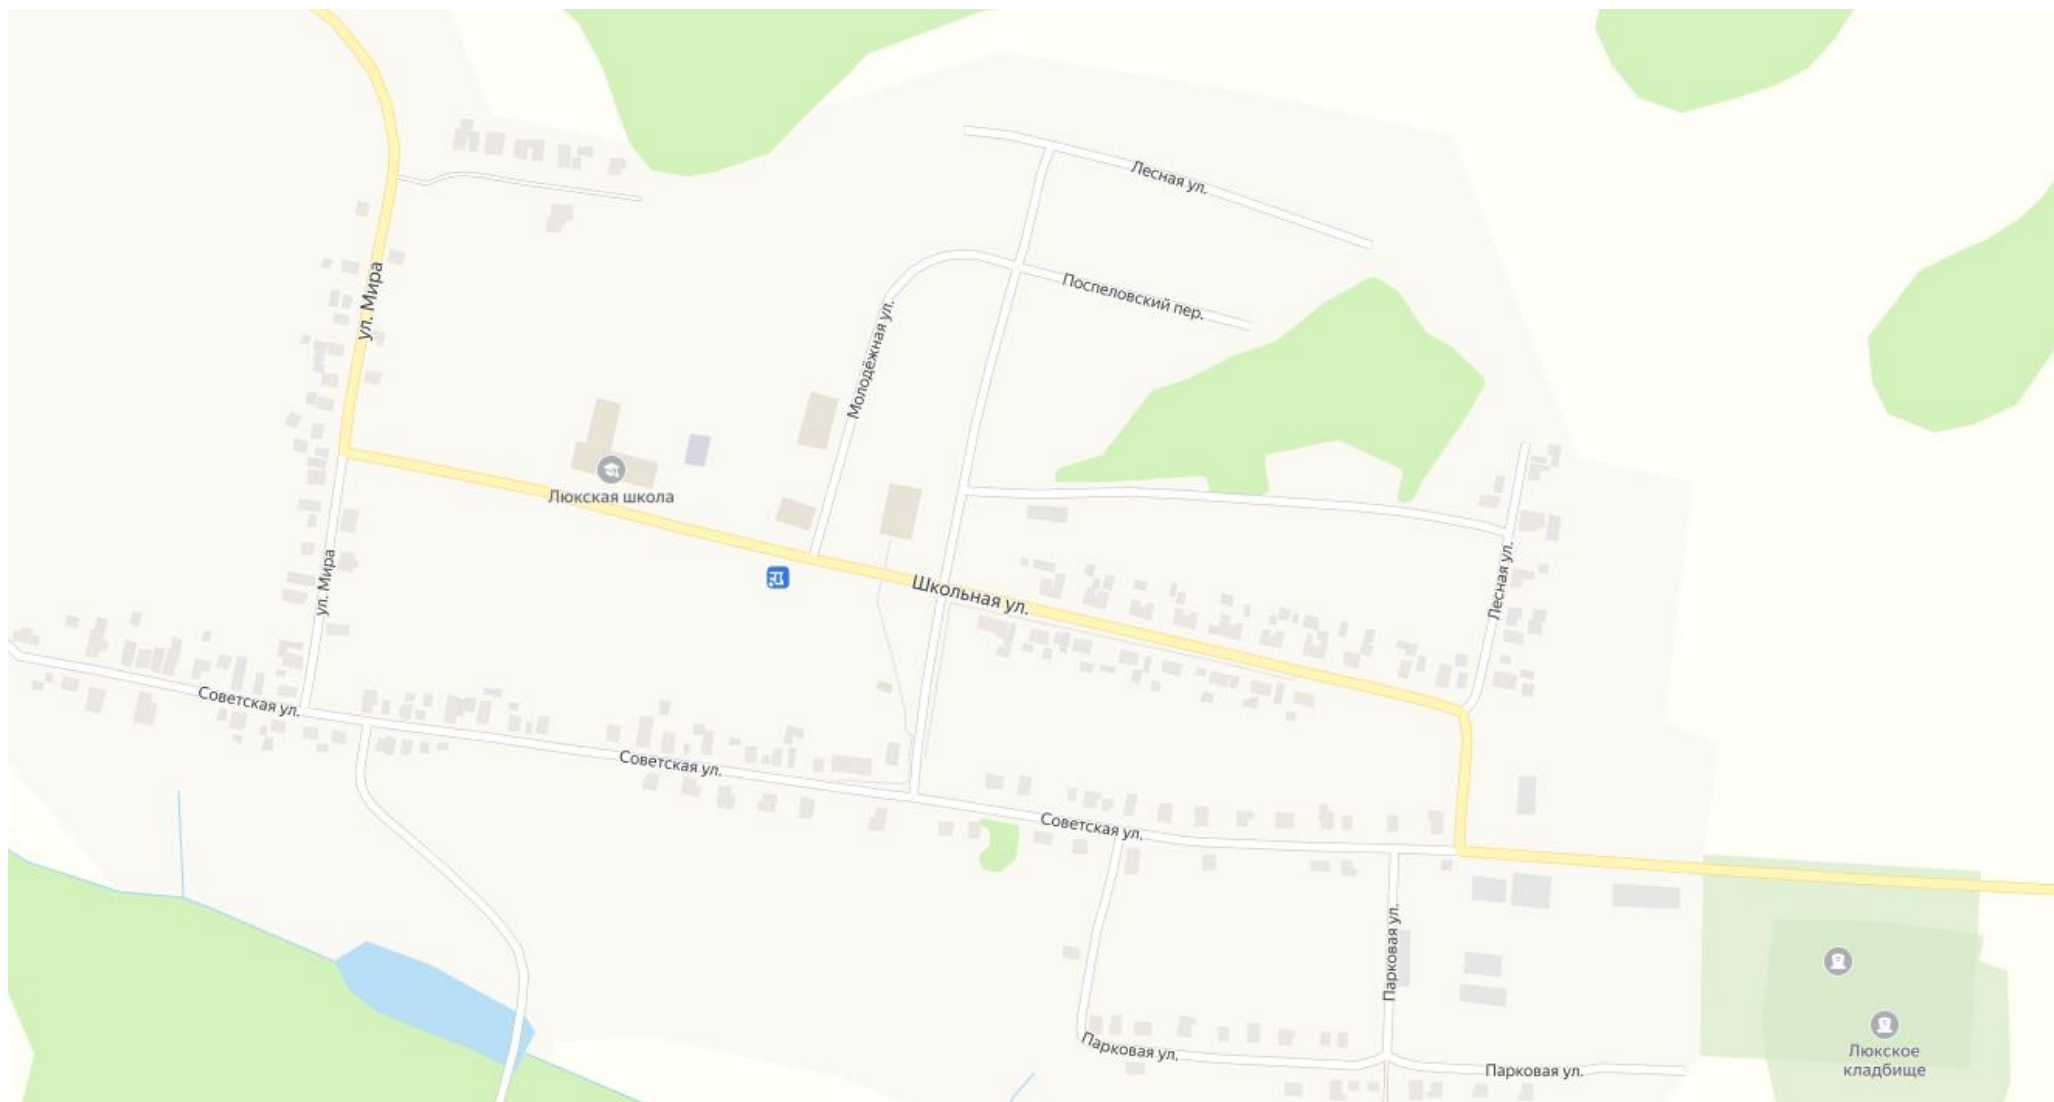 Лесная ул.
ул. Мира
Поспеловский пер.
Молодёжная ул.
Люкская школа
Школьная ул.
Лесная ул.
ул. Мира
Советская ул.
Советская ул.
Советская ул.
Парковая ул.
Парковая ул.
Парковая ул.
Люкское
кладбище